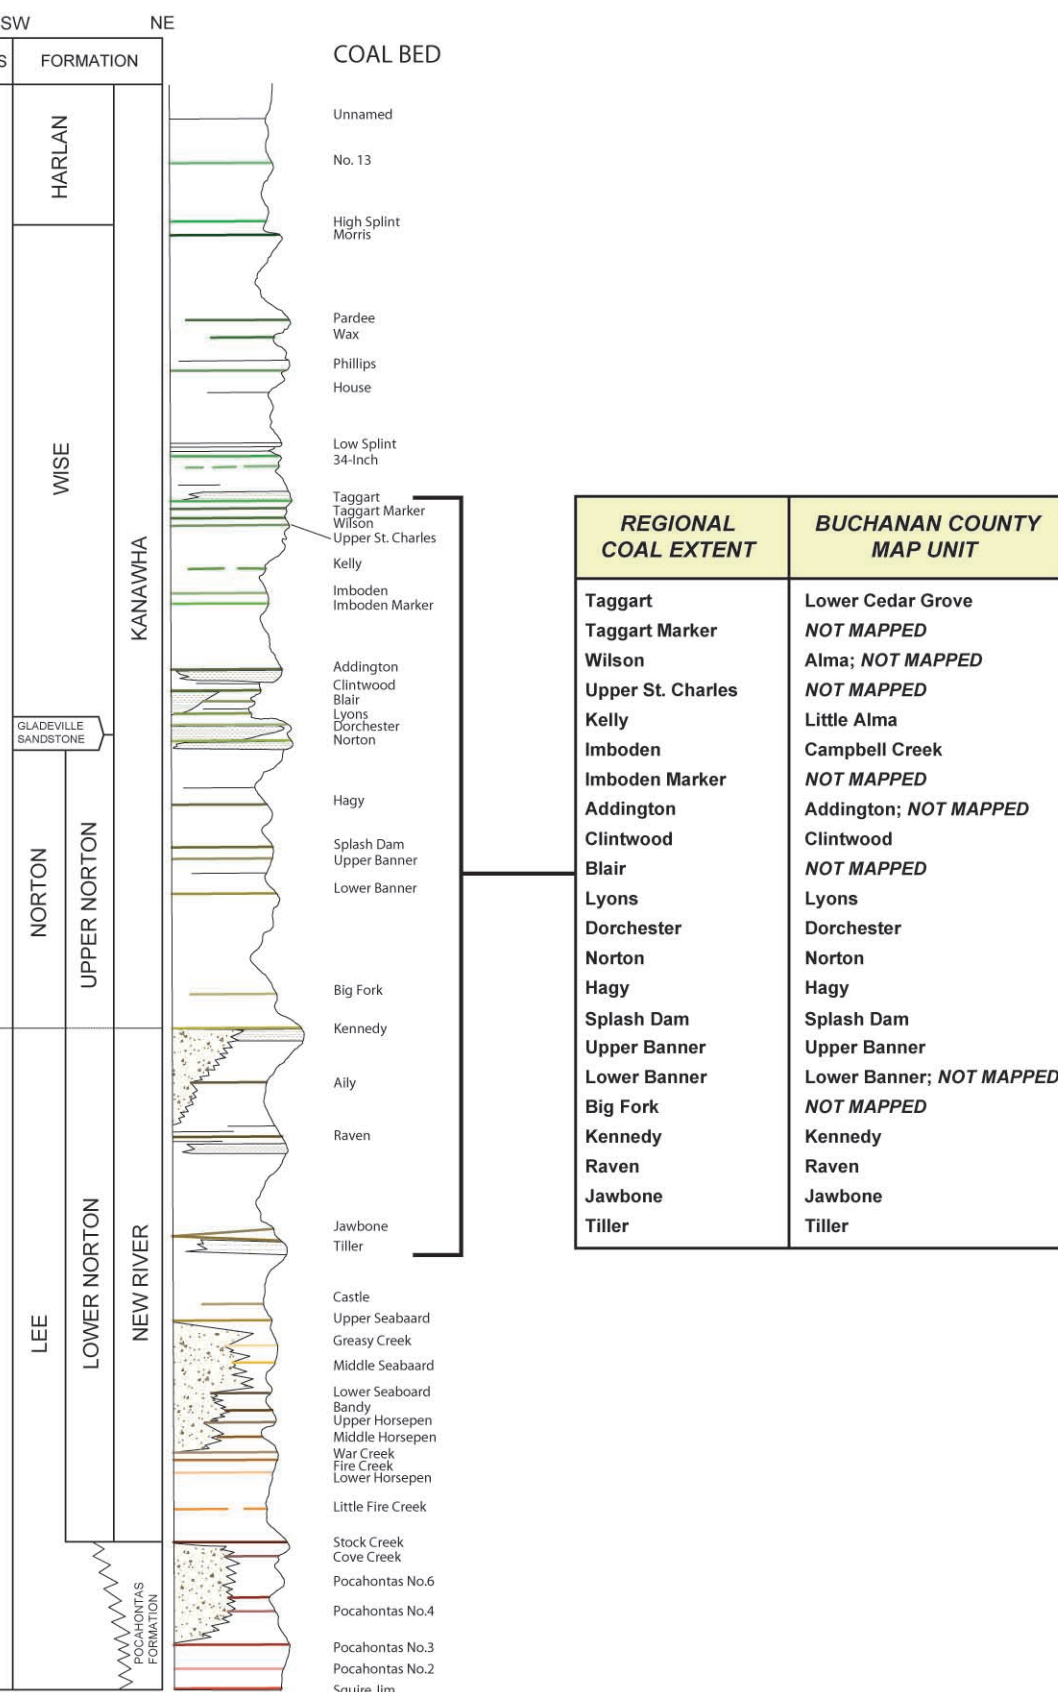 SW NE
S FORMATION
COAL BED
HARLAN
WISE
KANAWHA
GLADEVILLE
SANDSTONE
NORTON
UPPER NORTON
LEE
LOWER NORTON
NEW RIVER
POCAHONTAS
FORMATION
Unnamed
No. 13
High Splint
Morris
Pardee
Wax
Phillips
House
Low Splint
34-Inch
Taggart
Taggart Marker
Wilson
Upper St. Charles
Kelly
Imboden
Imboden Marker
Addington
Clintwood
Blair
Lyons
Dorchester
Norton
Hagy
Splash Dam
Upper Banner
Lower Banner
Big Fork
Kennedy
Aily
Raven
Jawbone
Tiller
Castle
Upper Seabaard
Greasy Creek
Middle Seabaard
Lower Seaboard
Bandy
Upper Horsepen
Middle Horsepen
War Creek
Fire Creek
Lower Horsepen
Little Fire Creek
Stock Creek
Cove Creek
Pocahontas No.6
Pocahontas No.4
Pocahontas No.3
Pocahontas No.2
Squire Jim
REGIONAL BUCHANAN COUNTY
COAL EXTENT MAP UNIT
Taggart Lower Cedar Grove
Taggart Marker NOT MAPPED
Wilson Alma; NOT MAPPED
Upper St. Charles NOT MAPPED
Kelly Little Alma
Imboden Campbell Creek
Imboden Marker NOT MAPPED
Addington Addington; NOT MAPPED
Clintwood Clintwood
Blair NOT MAPPED
Lyons Lyons
Dorchester Dorchester
Norton Norton
Hagy Hagy
Splash Dam Splash Dam
Upper Banner Upper Banner
Lower Banner Lower Banner; NOT MAPPED
Big Fork NOT MAPPED
Kennedy Kennedy
Raven Raven
Jawbone Jawbone
Tiller Tiller